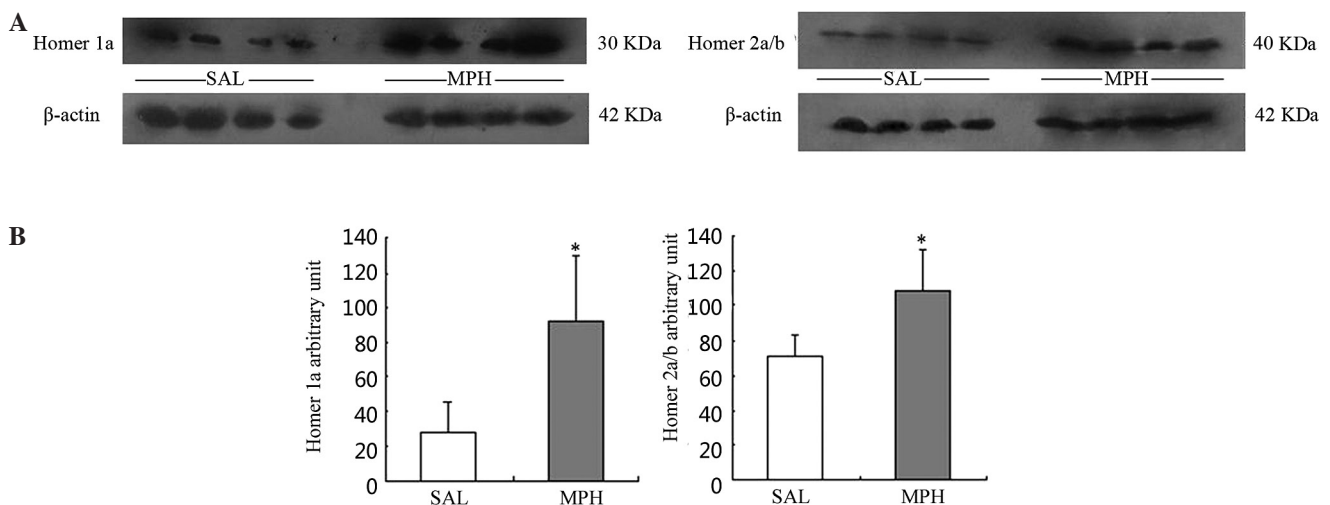 A
Homer 1a
30 KDa
SAL
MPH
β-actin
42 KDa
Homer 2a/b
40 KDa
SAL
MPH
β-actin
42 KDa
B
Homer 1a arbitrary unit
140
120
100
80
60
40
20
0
*
SAL
MPH
Homer 2a/b arbitrary unit
140
120
100
80
60
40
20
0
*
SAL
MPH